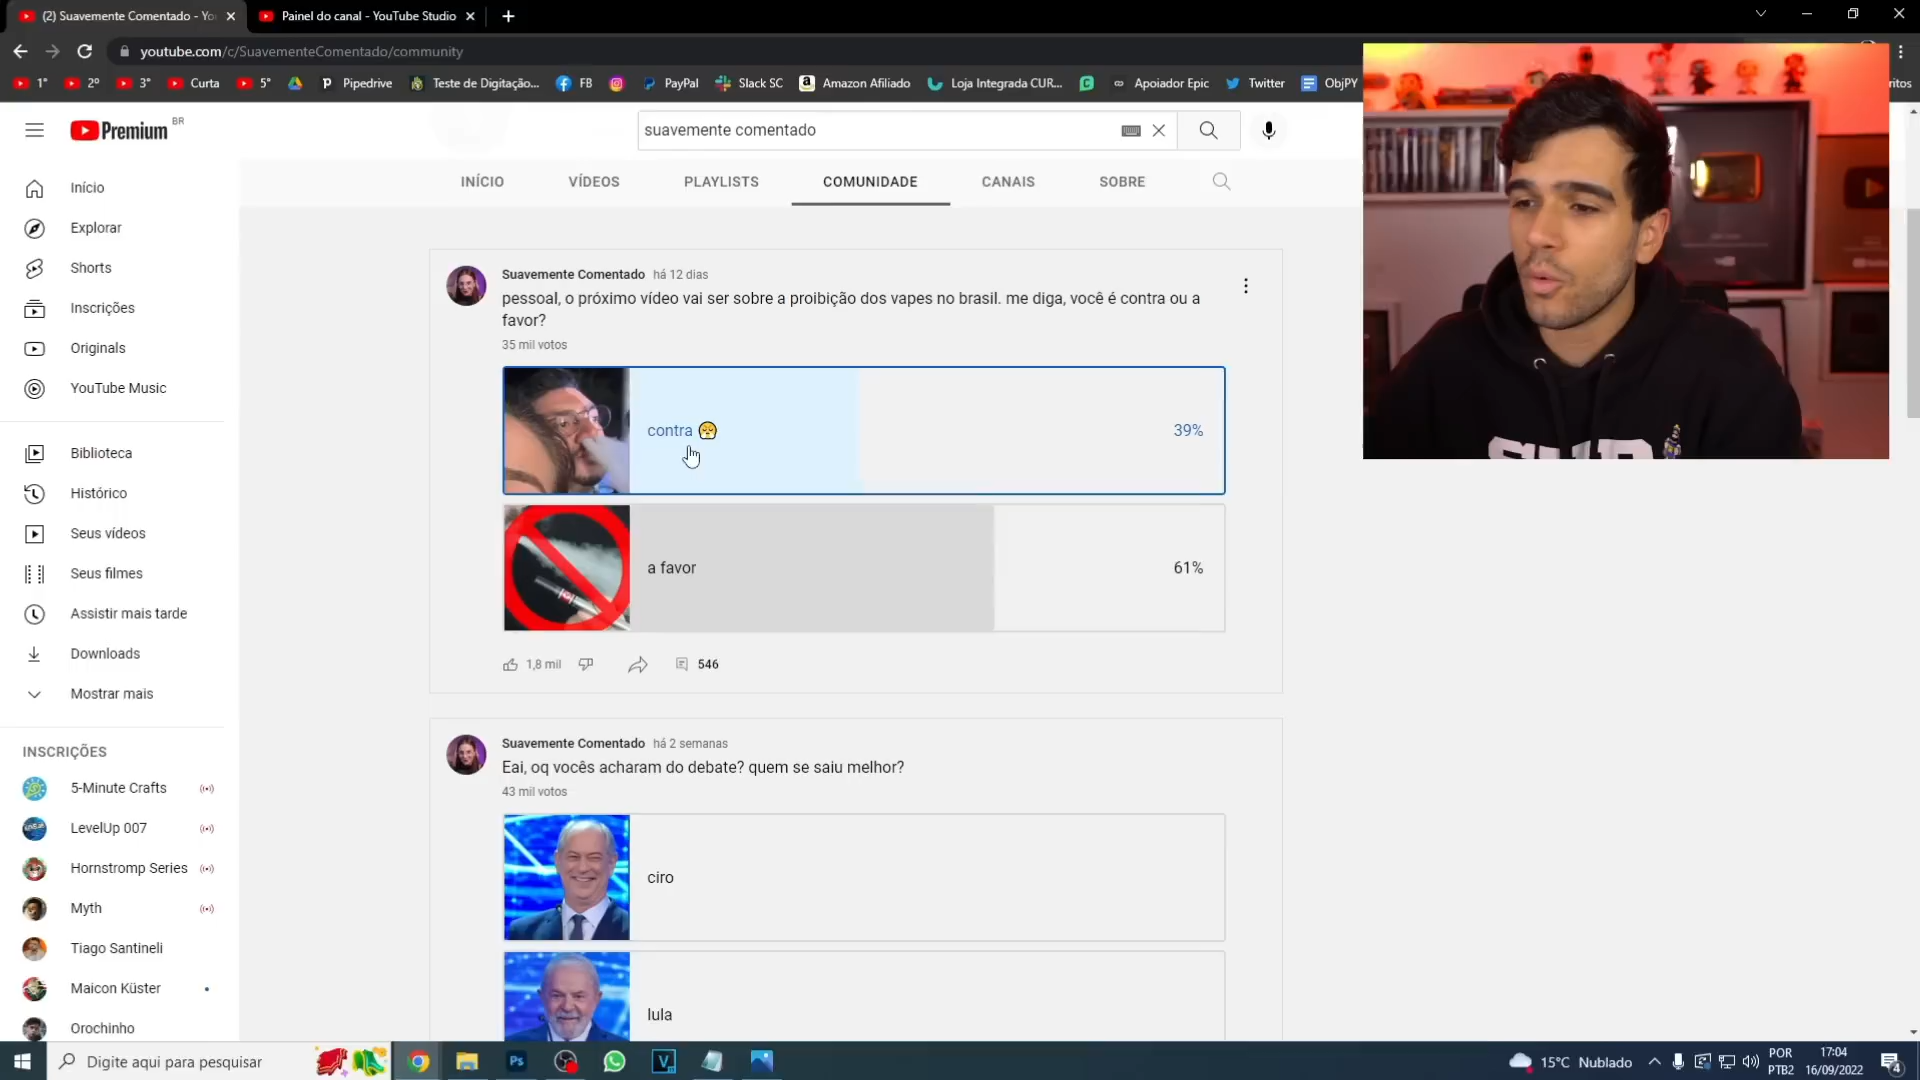 (2) Suavemente Comentado - Yo
Painel do canal - YouTube Studio
youtube.com/c/SuavementeComentado/community
1°
2º
3°
Curta
5°
Pipedrive
Teste de Digitação...
FB
PayPal
Slack SC
Amazon Afiliado
Loja Integrada CUR...
Apoiador Epic
Twitter
ObjPY
ritos
Premium BR
suavemente comentado
INÍCIO
VÍDEOS
PLAYLISTS
COMUNIDADE
CANAIS
SOBRE
Início
Explorar
Shorts
Inscrições
Originals
YouTube Music
Biblioteca
Histórico
Seus vídeos
Seus filmes
Assistir mais tarde
Downloads
Mostrar mais
INSCRIÇÕES
5-Minute Crafts
LevelUp 007
Hornstromp Series
Myth
Tiago Santineli
Maicon Küster
Orochinho
Suavemente Comentado há 12 dias
pessoal, o próximo vídeo vai ser sobre a proibição dos vapes no brasil. me diga, você é contra ou a
favor?
35 mil votos
contra 😮‍💨
39%
a favor
61%
1,8 mil
546
Suavemente Comentado há 2 semanas
Eai, oq vocês acharam do debate? quem se saiu melhor?
43 mil votos
ciro
lula
Digite aqui para pesquisar
Ps
15°C Nublado
POR
PTB2
17:04
16/09/2022
4